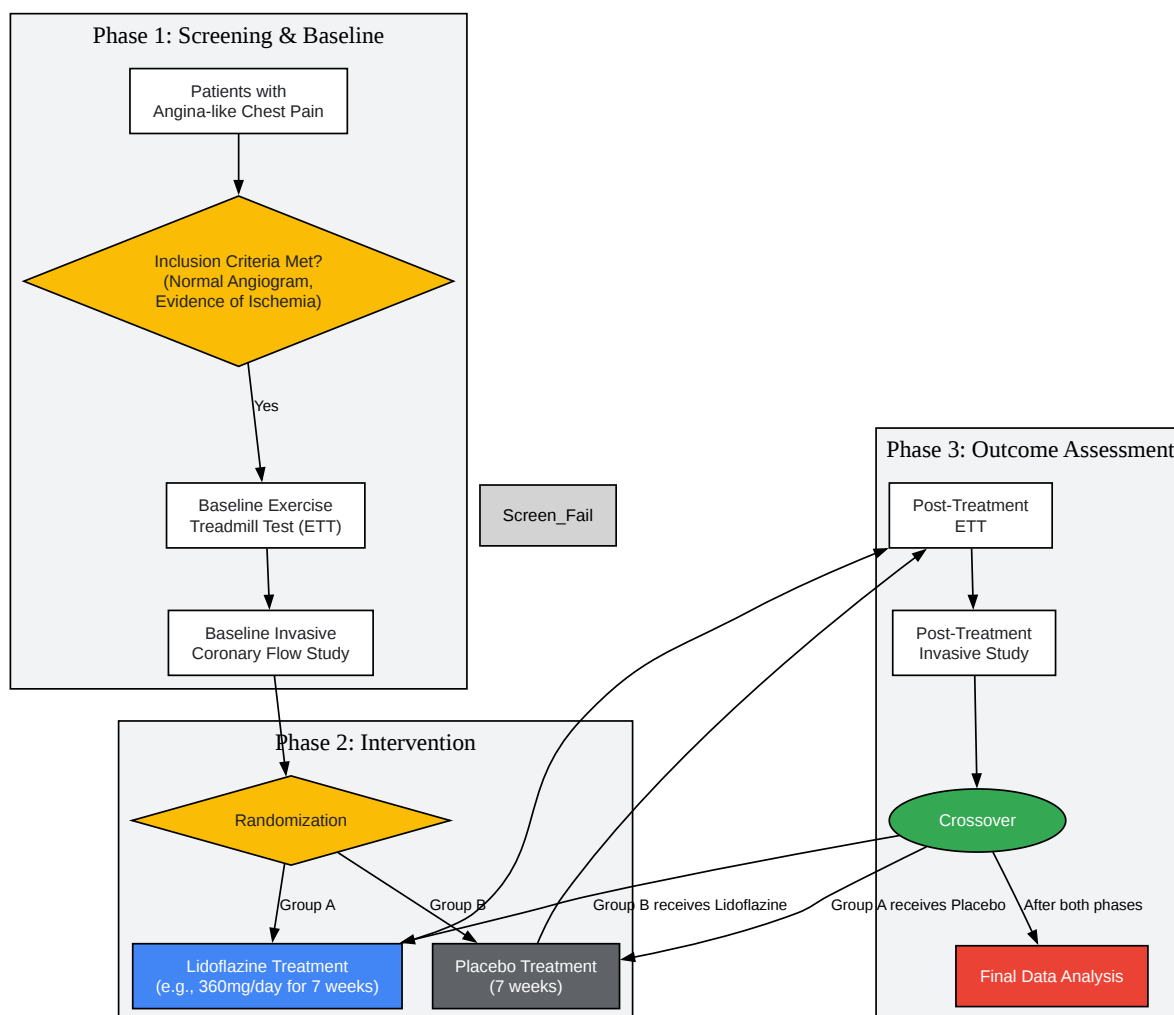 Phase 1: Screening & Baseline
Patients with
Angina-like Chest Pain
Inclusion Criteria Met?
(Normal Angiogram,
Evidence of Ischemia)
Yes
Baseline Exercise
Treadmill Test (ETT)
Screen_Fail
Baseline Invasive
Coronary Flow Study
Phase 2: Intervention
Randomization
Group A
Group B
Lidoflazine Treatment
(e.g., 360mg/day for 7 weeks)
Placebo Treatment
(7 weeks)
Phase 3: Outcome Assessment
Post-Treatment
ETT
Post-Treatment
Invasive Study
Crossover
Group B receives Lidoflazine
Group A receives Placebo
After both phases
Final Data Analysis